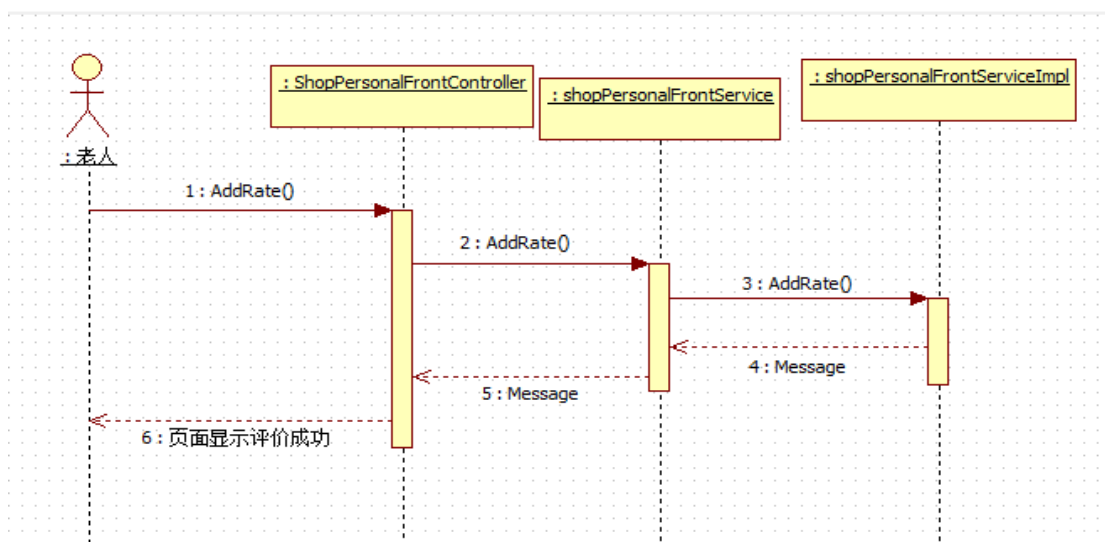 : ShopPersonalFrontController
: shopPersonalFrontService
: shopPersonalFrontServiceImpl
: 老人
1 : AddRate()
2 : AddRate()
3 : AddRate()
4 : Message
5 : Message
6 : 页面显示评价成功